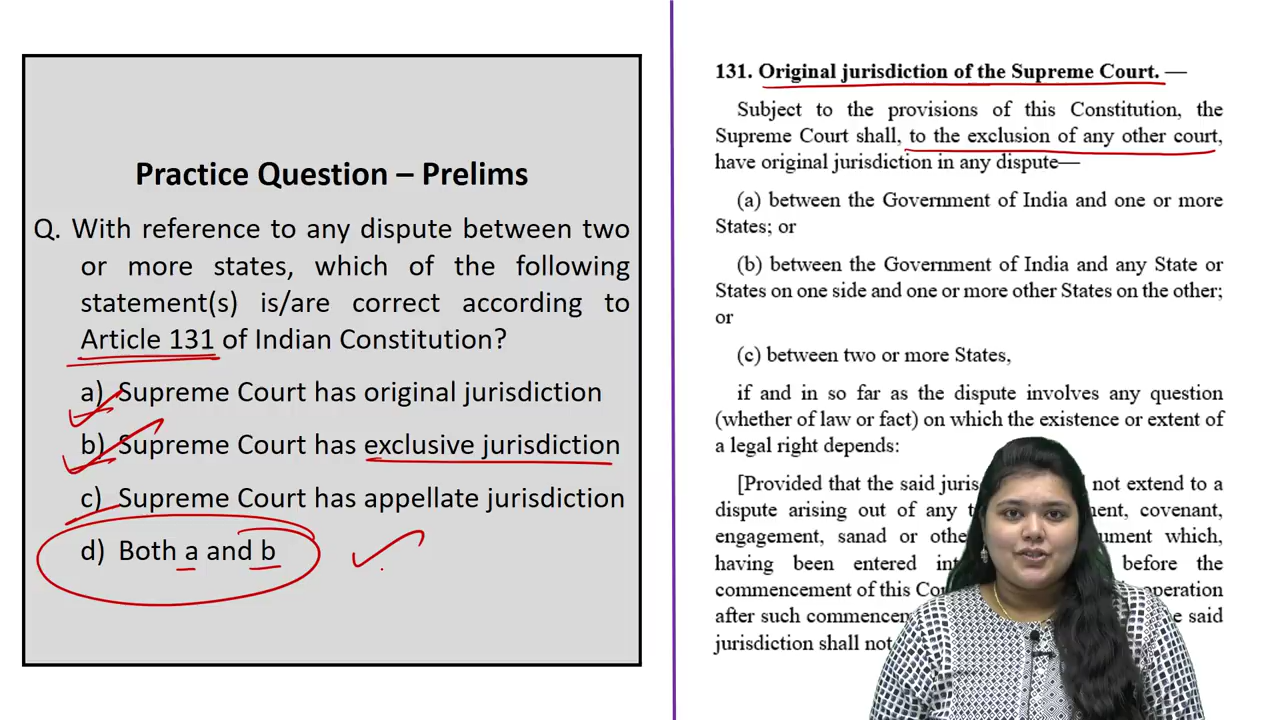 Practice Question – Prelims
Q. With reference to any dispute between two
or more states, which of the following
statement(s) is/are correct according to
Article 131 of Indian Constitution?
a) Supreme Court has original jurisdiction
b) Supreme Court has exclusive jurisdiction
c) Supreme Court has appellate jurisdiction
d) Both a and b
131. Original jurisdiction of the Supreme Court. —
Subject to the provisions of this Constitution, the
Supreme Court shall, to the exclusion of any other court,
have original jurisdiction in any dispute—
(a) between the Government of India and one or more
States; or
(b) between the Government of India and any State or
States on one side and one or more other States on the other;
or
(c) between two or more States,
if and in so far as the dispute involves any question
(whether of law or fact) on which the existence or extent of
a legal right depends:
[Provided that the said not extend to a
dispute arising out of any covenant,
engagement, sanad or which,
having been entered before the
commencement of this
after such said
jurisdiction shall not